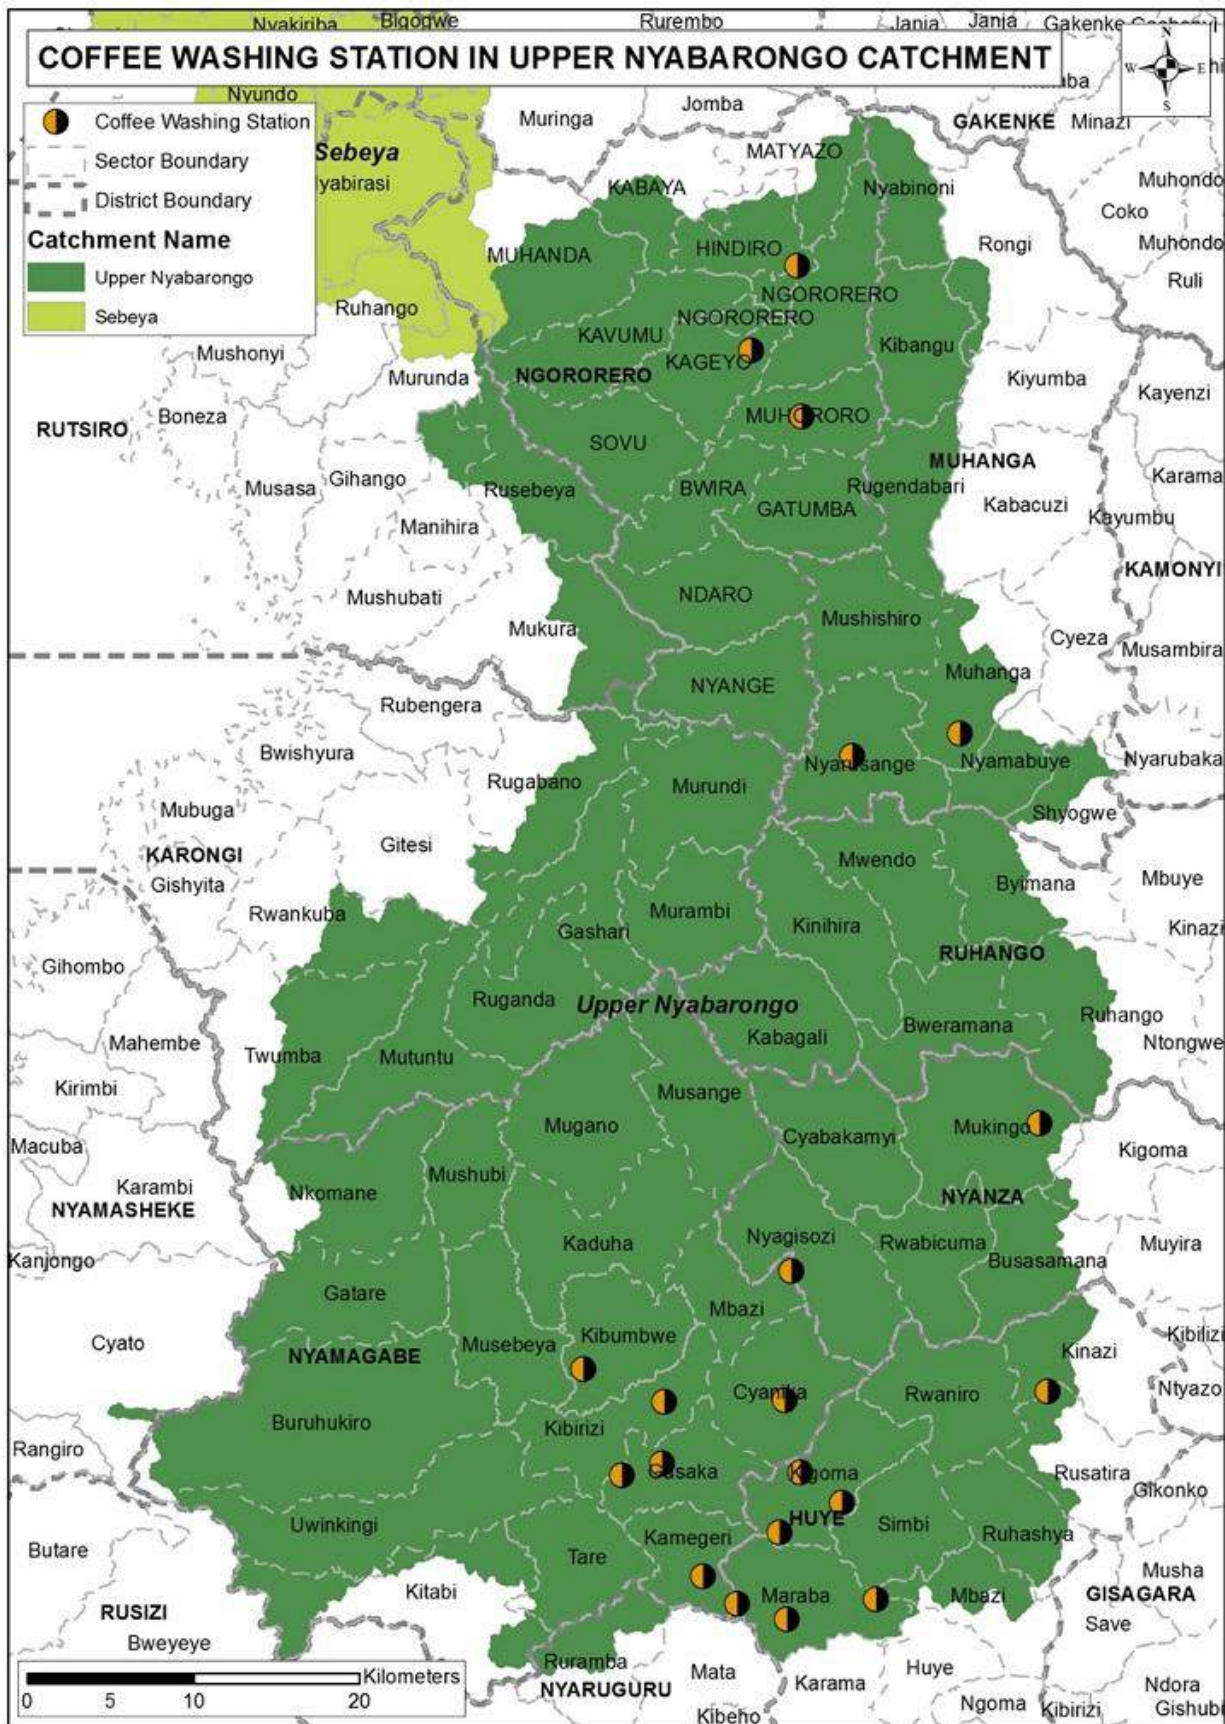 Nyakiriba Bigogwe Rurembo Janja Janja Gakenke
COFFEE WASHING STATION IN UPPER NYABARONGO CATCHMENT
N
W E
S
Nyundo
Coffee Washing Station
Sector Boundary
District Boundary
Catchment Name
Upper Nyabarongo
Sebeya
Sebeya
Jomba
Muringa
GAKENKE Minazi
MATYAZO
KABAYA
Nyabinoni
Muhondo
Coko
Muhondo
Rongi
Ruli
MUHANDA
HINDIRO
NGORORERO
NGORORERO
Ruhango
KAVUMU
KAGEYO
Kibangu
Mushonyi
Murunda
NGORORERO
Kiyumba
Kayenzi
Boneza
RUTSIRO
MUHORORO
SOVU
MUHANGA
Gihango
Musasa
Rusebeya
BWIRA
Rugendabari
Karama
GATUMBA
Kabacuzi
Kayumbu
Manihira
KAMONYI
Mushubati
NDARO
Mushishiro
Mukura
Cyeza
Musambira
Muhanga
NYANGE
Rubengera
Bwishyura
Nyarusange
Nyamabuye
Nyarubaka
Rugabano
Murundi
Mubuga
Shyogwe
Gitesi
KARONGI
Gishyita
Mwendo
Byimana
Mbuye
Rwankuba
Murambi
Kinihira
Gashari
Kinazi
RUHANGO
Gihombo
Ruganda
Upper Nyabarongo
Ruhango
Bweramana
Mahembe
Kabagali
Ntongwe
Twumba
Mutuntu
Kirimbi
Musange
Mugano
Cyabakamyi
Mukingo
Macuba
Kigoma
Mushubi
Karambi
Nkomane
NYAMASHEKE
NYANZA
Kaduha
Nyagisozi
Rwabicuma
Muyira
Kanjongo
Busasamana
Gatare
Mbazi
Cyato
Kibumbwe
Musebeya
Kibilizi
NYAMAGABE
Kinazi
Cyanika
Rwaniro
Ntyazo
Buruhukiro
Kibirizi
Rangiro
Gasaka
Kigoma
Rusatira
Gikonko
Uwinkingi
HUYE
Simbi
Ruhashya
Kamegeri
Butare
Tare
Musha
Kitabi
Maraba
Mbazi
GISAGARA
RUSIZI
Save
Bweyeye
Ruramba
Mata
Huye
Kilometers
Karama
Ndora
NYARUGURU
0 5 10 20
Ngoma
Kibirizi
Gishubi
Kibeho